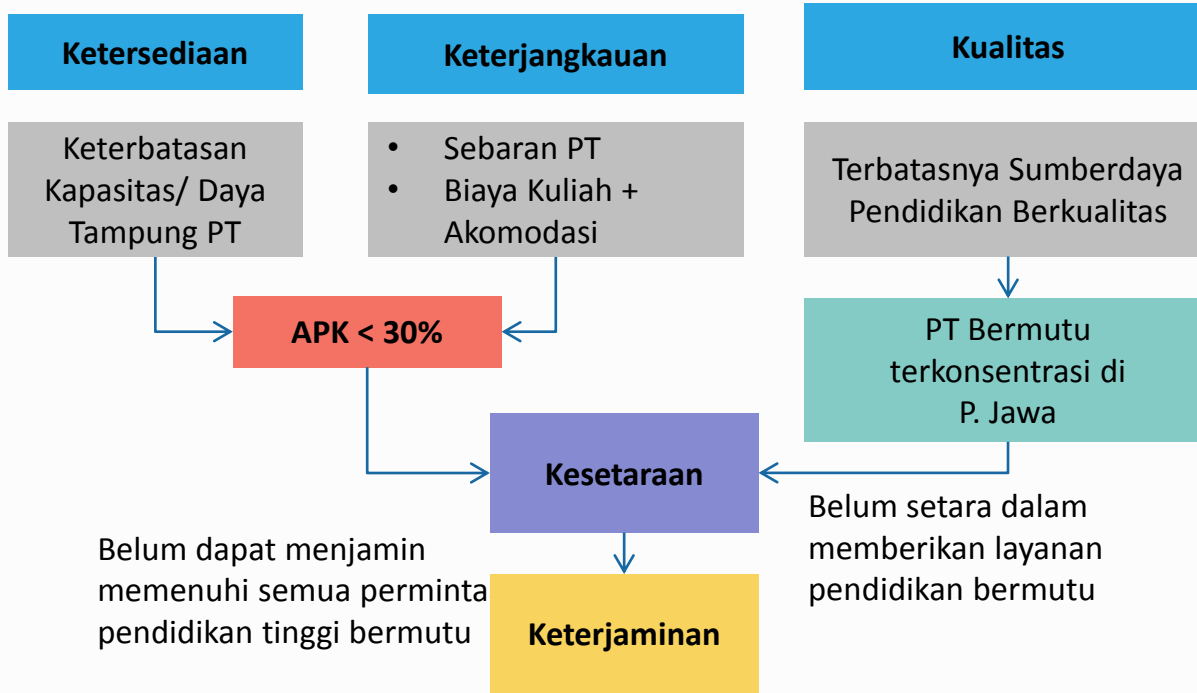 Ketersediaan
Keterjangkauan
Kualitas
Keterbatasan
Kapasitas/ Daya
Tampung PT
• Sebaran PT
• Biaya Kuliah +
Akomodasi
Terbatasnya Sumberdaya
Pendidikan Berkualitas
APK < 30%
PT Bermutu
terkonsentrasi di
P. Jawa
Kesetaraan
Belum setara dalam
memberikan layanan
pendidikan bermutu
Belum dapat menjamin
memenuhi semua perminta
pendidikan tinggi bermutu
Keterjaminan